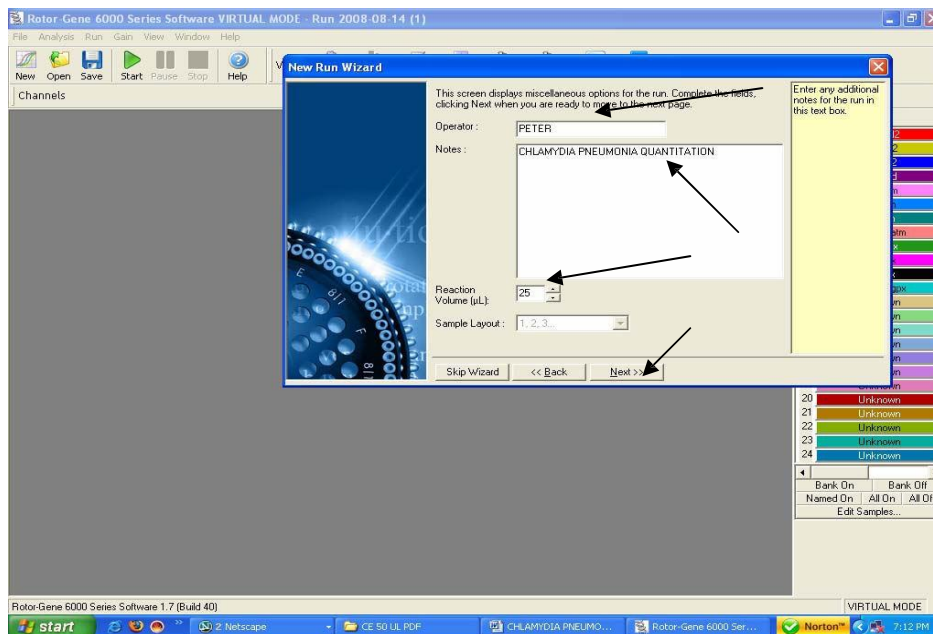 Rotor-Gene 6000 Series Software VIRTUAL MODE - Run 2008-08-14 (1)
File Analysis Run Gain View Window Help
New Open Save Start Pause Stop Help
Channels
New Run Wizard
This screen displays miscellaneous options for the run. Complete the fields,
clicking Next when you are ready to move to the next page.
Operator :
PETER
Notes :
CHLAMYDIA PNEUMONIA QUANTITATION
Reaction
Volume (µL):
25
Sample Layout :
1, 2, 3...
Skip Wizard
<< Back
Next >>
Enter any additional
notes for the run in
this text box.
20 Unknown
21 Unknown
22 Unknown
23 Unknown
24 Unknown
Bank On Bank Off
Named On All On
Edit Samples...
Rotor-Gene 6000 Series Software 1.7 (Build 40)
VIRTUAL MODE
start
2 Netscape
CE 50 UL PDF
CHLAMYDIA PNEUMO...
Rotor-Gene 6000 Ser...
Norton™
7:12 PM